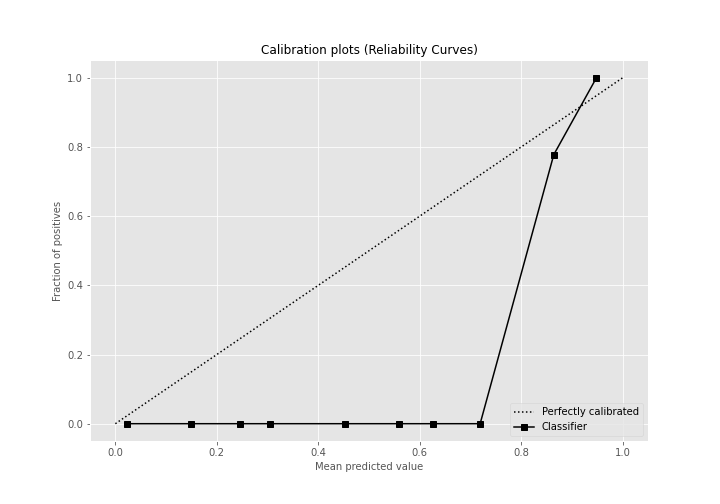 Calibration plots (Reliability Curves)
1.0
0.8
0.6
0.4
0.2
0.0
Fraction of positives
0.0 0.2 0.4 0.6 0.8 1.0
Mean predicted value
Perfectly calibrated
Classifier